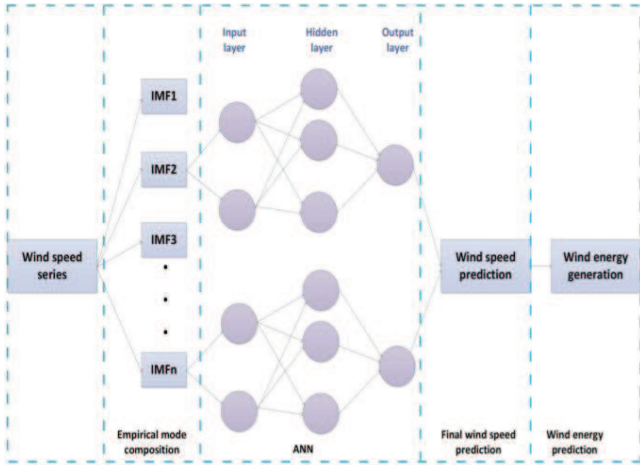 Input
layer
Hidden
layer
Output
layer
IMF1
IMF2
IMF3
IMFn
Wind speed
series
Wind speed
prediction
Wind energy
generation
Empirical mode
composition
ANN
Final wind speed
prediction
Wind energy
prediction